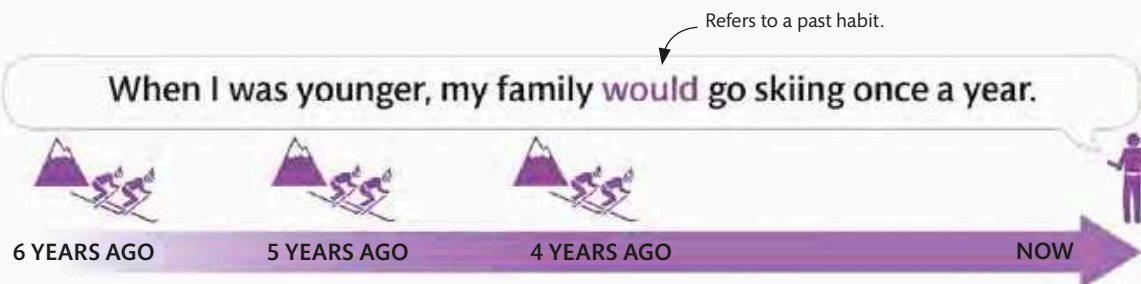 Refers to a past habit.
When I was younger, my family would go skiing once a year.
6 YEARS AGO 5 YEARS AGO 4 YEARS AGO NOW